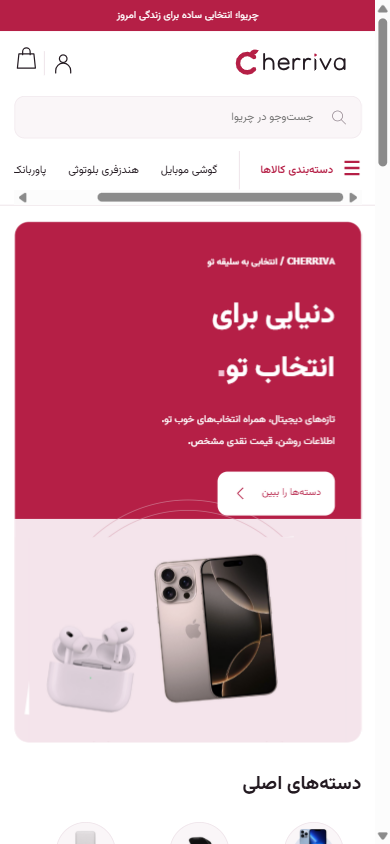 چریوا؛ انتخابی ساده برای زندگی امروز
Cherriva
جست‌وجو در چریوا
دسته‌بندی کالاها
گوشی موبایل
هندزفری بلوتوثی
پاوربانک
CHERRIVA / انتخابی به سلیقه تو
دنیایی برای
انتخاب تو.
تازه‌های دیجیتال، همراه انتخاب‌های خوب تو.
اطلاعات روشن، قیمت نقدی مشخص.
دسته‌ها را ببین
دسته‌های اصلی